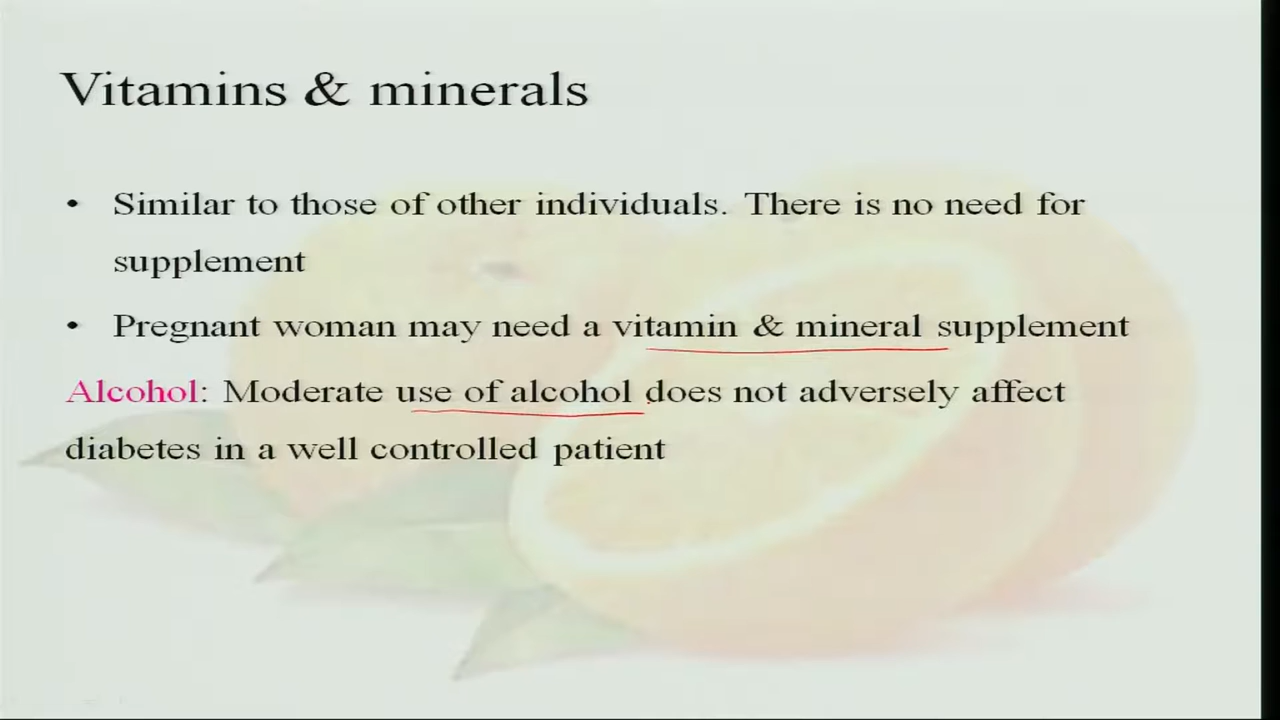 Vitamins & minerals
• Similar to those of other individuals. There is no need for
supplement
• Pregnant woman may need a vitamin & mineral supplement
Alcohol: Moderate use of alcohol does not adversely affect
diabetes in a well controlled patient